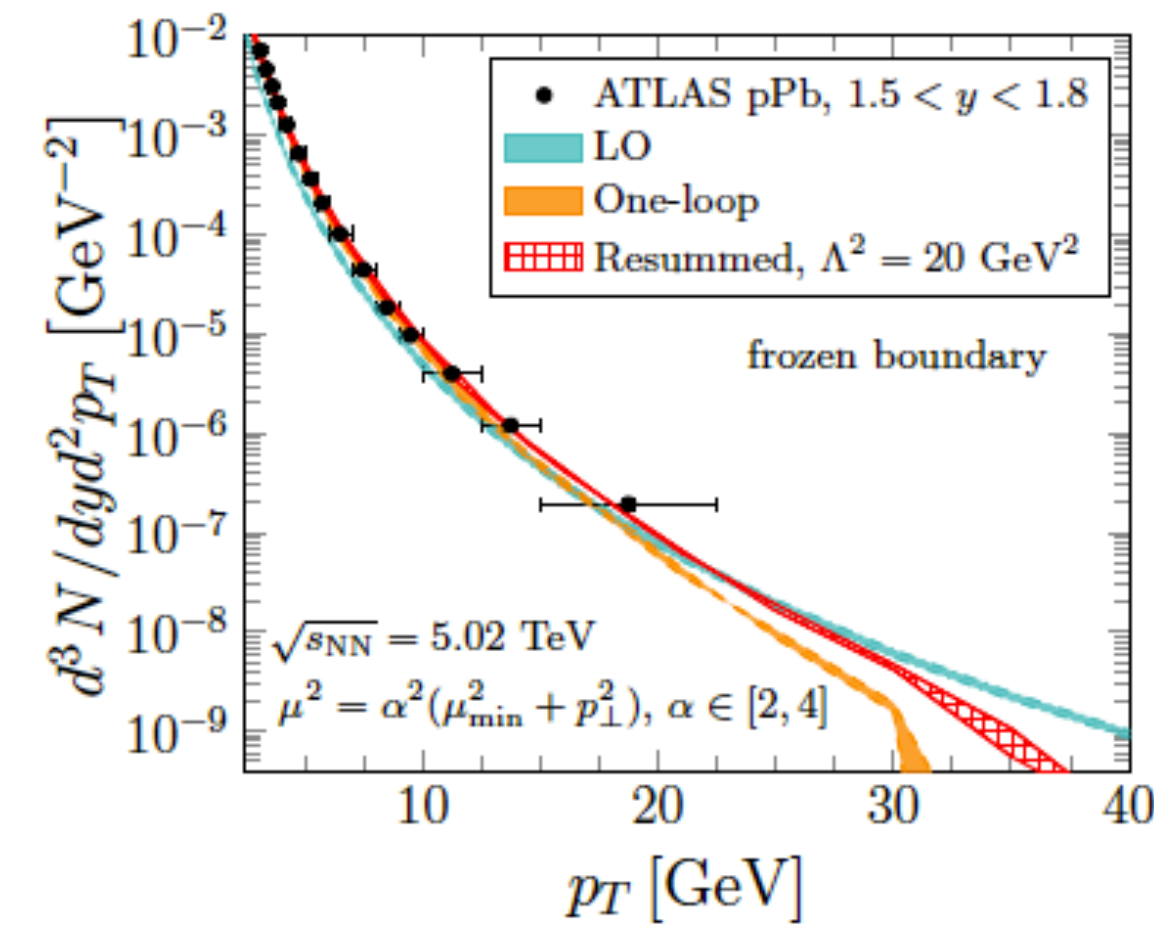 10⁻²
10⁻³
10⁻⁴
10⁻⁵
10⁻⁶
10⁻⁷
10⁻⁸
10⁻⁹
d³N/dyd²p_T [GeV⁻²]
ATLAS pPb, 1.5 < y < 1.8
LO
One-loop
Resummed, Λ² = 20 GeV²
frozen boundary
√s_NN = 5.02 TeV
μ² = α²(μ²_min + p²_⊥), α ∈ [2, 4]
10 20 30 40
p_T [GeV]